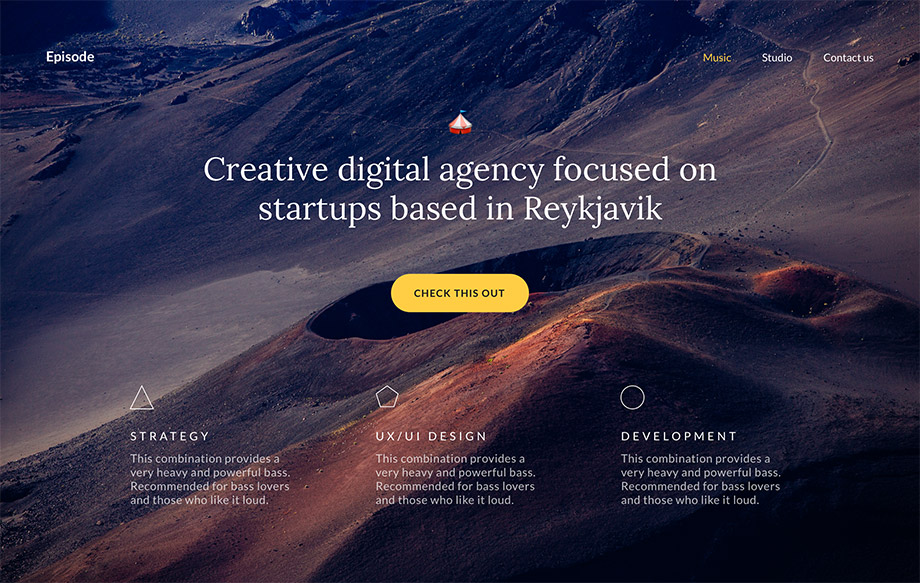 Episode
Music
Studio
Contact us
Creative digital agency focused on
startups based in Reykjavik
CHECK THIS OUT
STRATEGY
This combination provides a
very heavy and powerful bass.
Recommended for bass lovers
and those who like it loud.
UX/UI DESIGN
This combination provides a
very heavy and powerful bass.
Recommended for bass lovers
and those who like it loud.
DEVELOPMENT
This combination provides a
very heavy and powerful bass.
Recommended for bass lovers
and those who like it loud.